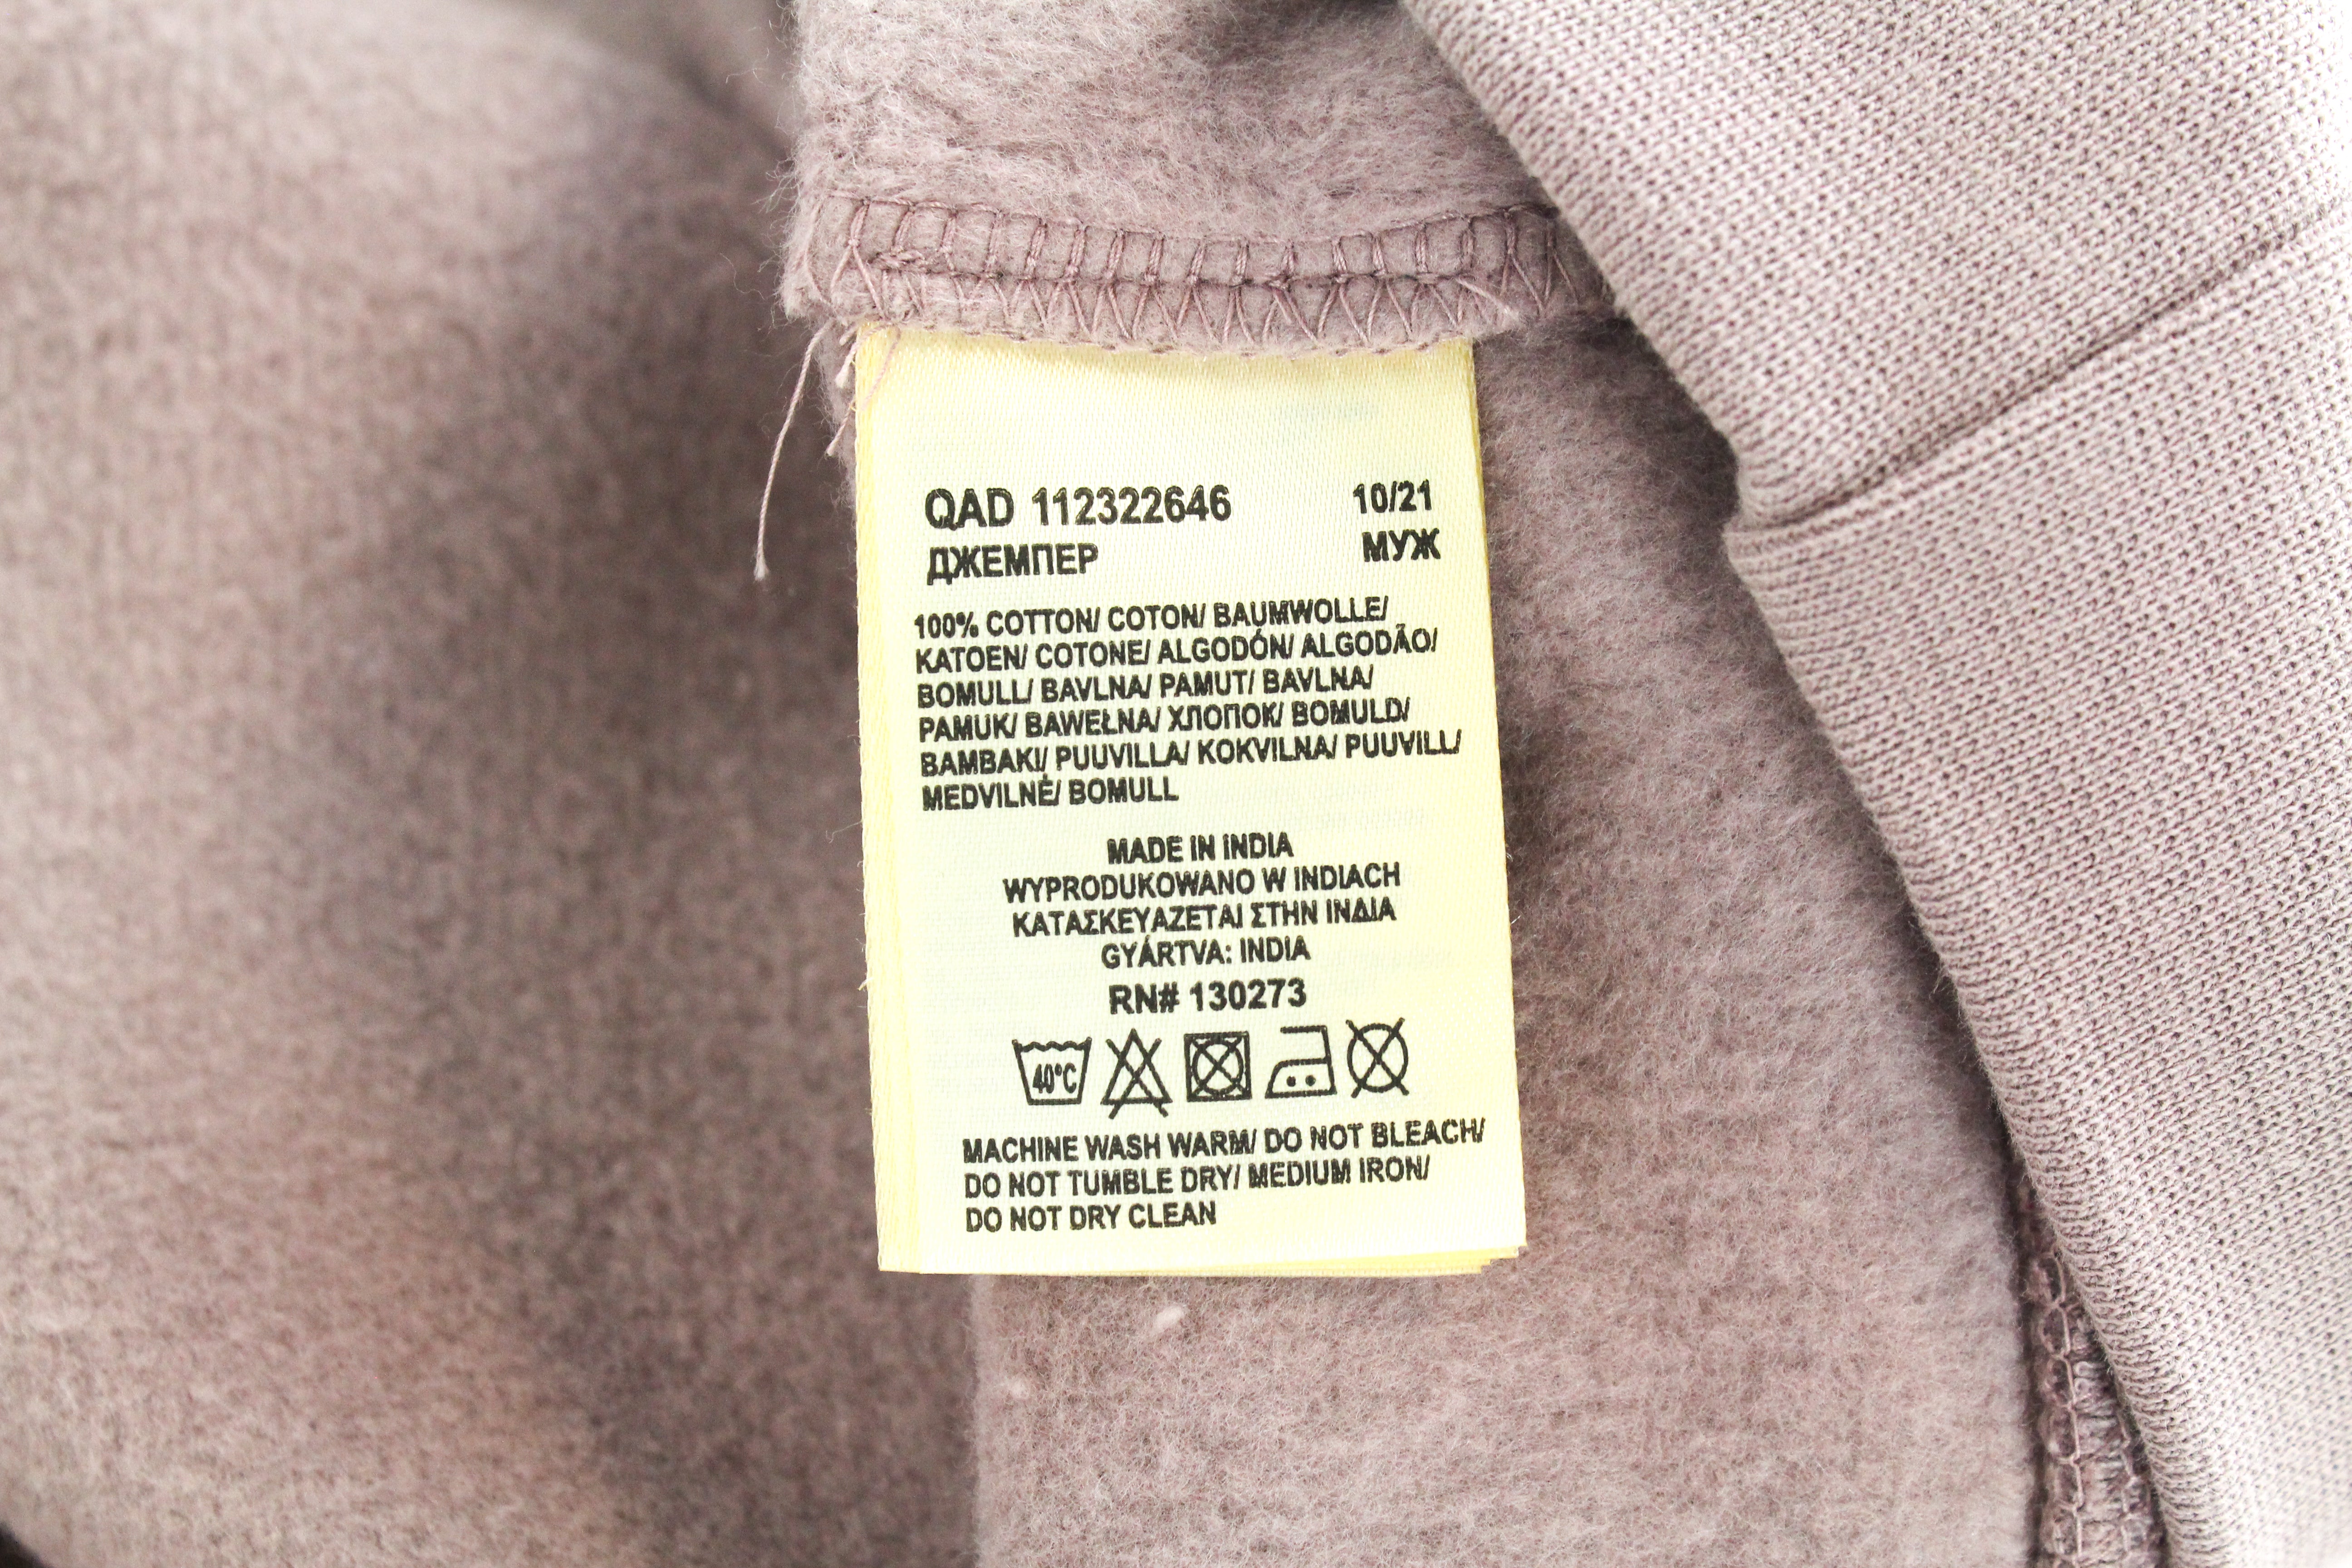 QAD 112322646 10/21
ДЖЕМПЕР МУЖ
100% COTTON/ COTON/ BAUMWOLLE/
KATOEN/ COTONE/ ALGODÓN/ ALGODÃO/
BOMULL/ BAVLNA/ PAMUT/ BAVLNA/
PAMUK/ BAWEŁNA/ ХЛОПОК/ BOMULD/
BAMBAKI/ PUUVILLA/ KOKVILNA/ PUUVILL/
MEDVILNĖ/ BOMULL
MADE IN INDIA
WYPRODUKOWANO W INDIACH
ΚΑΤΑΣΚΕΥΑΖΕΤΑΙ ΣΤΗΝ ΙΝΔΙΑ
GYÁRTVA: INDIA
RN# 130273
40°C
MACHINE WASH WARM/ DO NOT BLEACH/
DO NOT TUMBLE DRY/ MEDIUM IRON/
DO NOT DRY CLEAN